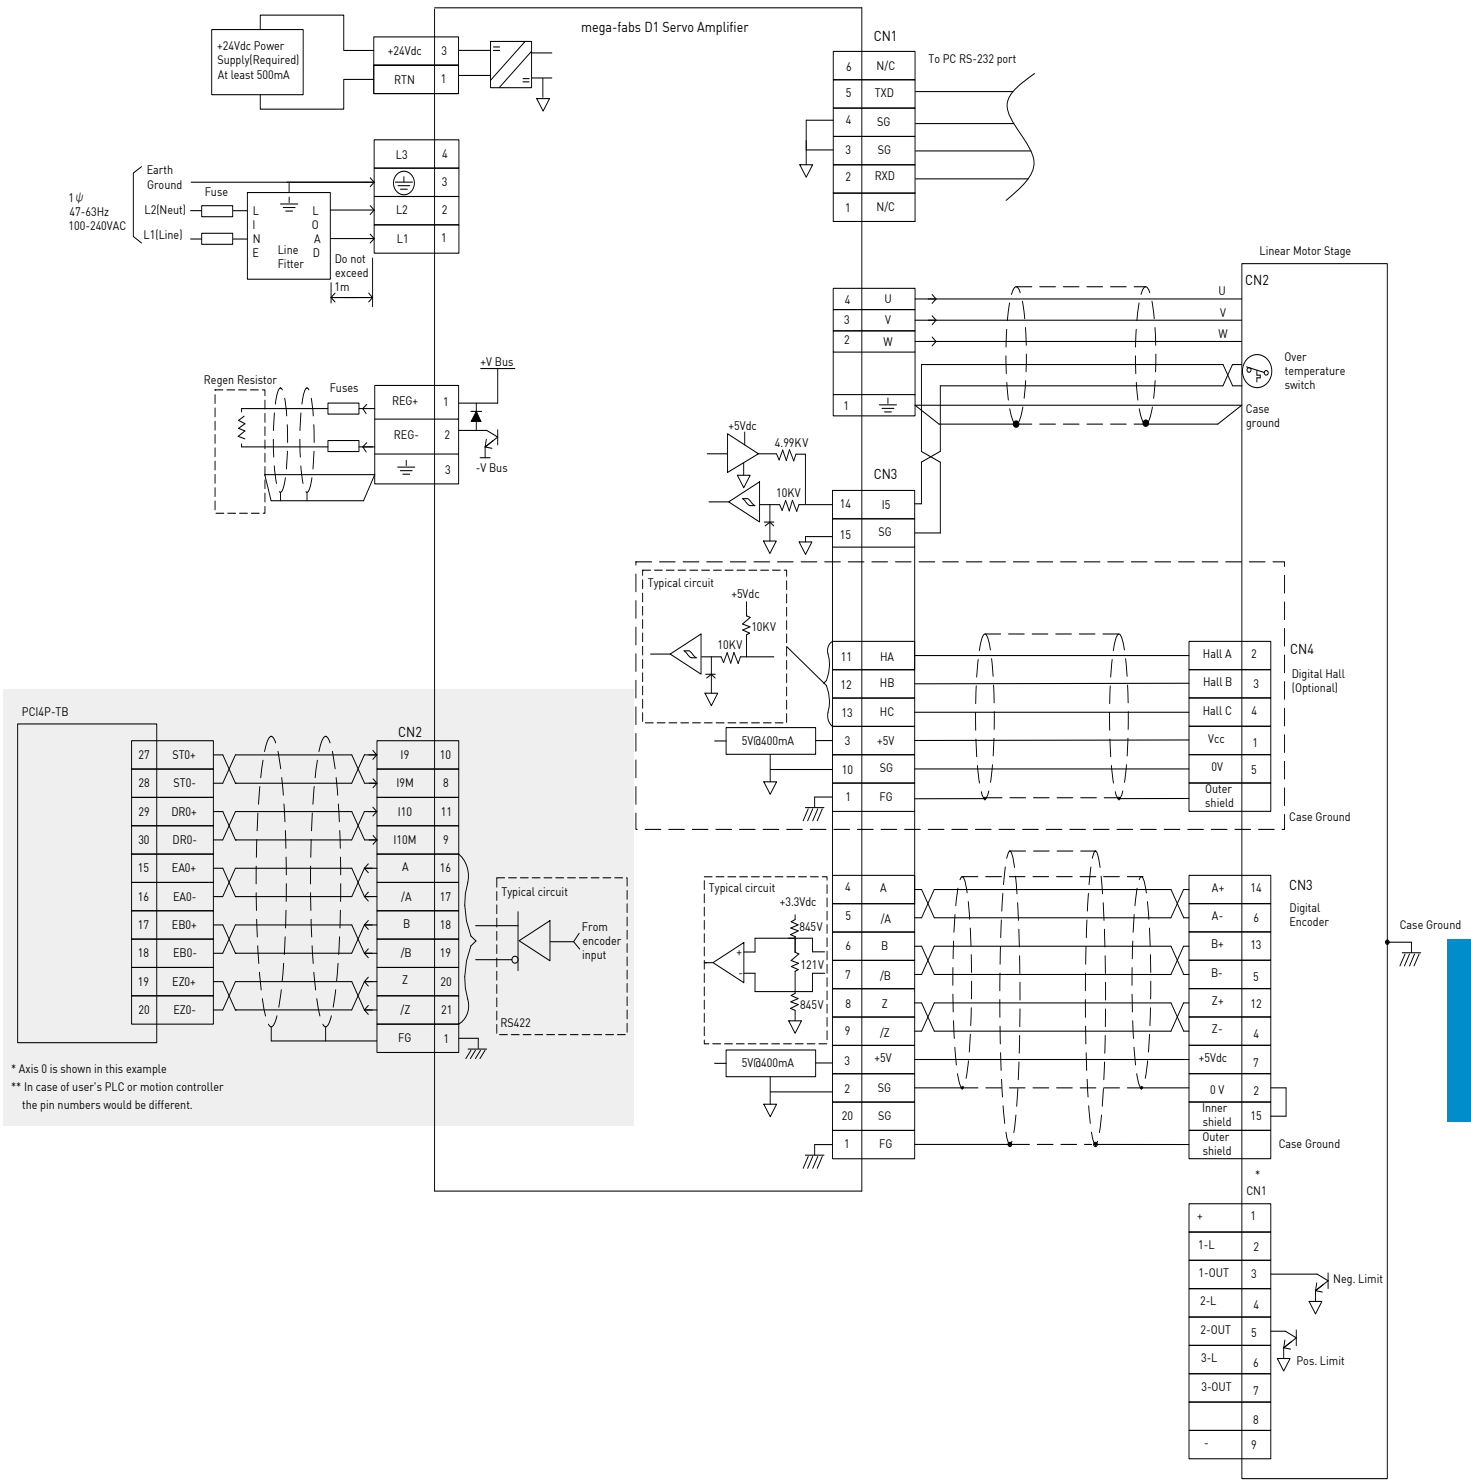 mega-fabs D1 Servo Amplifier
+24Vdc Power
Supply(Required)
At least 500mA
+24Vdc 3
RTN 1
L3 4
3
L2 2
L1 1
Earth
Ground
Fuse
1ψ
47-63Hz
100-240VAC
L2(Neut)
L1(Line)
L
I
N
E
L
O
A
D
Line
Fitter
Do not
exceed
1m
Regen Resistor
Fuses
REG+ 1
REG- 2
3
+V Bus
-V Bus
CN1
To PC RS-232 port
6 N/C
5 TXD
4 SG
3 SG
2 RXD
1 N/C
Linear Motor Stage
CN2
4 U
3 V
2 W
1
U
V
W
Over
temperature
switch
Case
ground
+5Vdc
4.99KV
10KV
CN3
14 I5
15 SG
Typical circuit
+5Vdc
10KV
10KV
11 HA
12 HB
13 HC
3 +5V
10 SG
1 FG
5V@400mA
Hall A 2
Hall B 3
Hall C 4
Vcc 1
0V 5
Outer
shield
CN4
Digital Hall
(Optional)
Case Ground
PCI4P-TB
27 ST0+
28 ST0-
29 DR0+
30 DR0-
15 EA0+
16 EA0-
17 EB0+
18 EB0-
19 EZ0+
20 EZ0-
CN2
I9 10
I9M 8
I10 11
I10M 9
A 16
/A 17
B 18
/B 19
Z 20
/Z 21
FG 1
Typical circuit
From
encoder
input
RS422
* Axis 0 is shown in this example
** In case of user's PLC or motion controller
the pin numbers would be different.
Typical circuit
+3.3Vdc
845V
+
121V
-
845V
5V@400mA
4 A
5 /A
6 B
7 /B
8 Z
9 /Z
3 +5V
2 SG
20 SG
1 FG
A+ 14
A- 6
B+ 13
B- 5
Z+ 12
Z- 4
+5Vdc 7
0 V 2
Inner
shield 15
Outer
shield
CN3
Digital
Encoder
Case Ground
Case Ground
*
CN1
+ 1
1-L 2
1-OUT 3
2-L 4
2-OUT 5
3-L 6
3-OUT 7
8
- 9
Neg. Limit
Pos. Limit